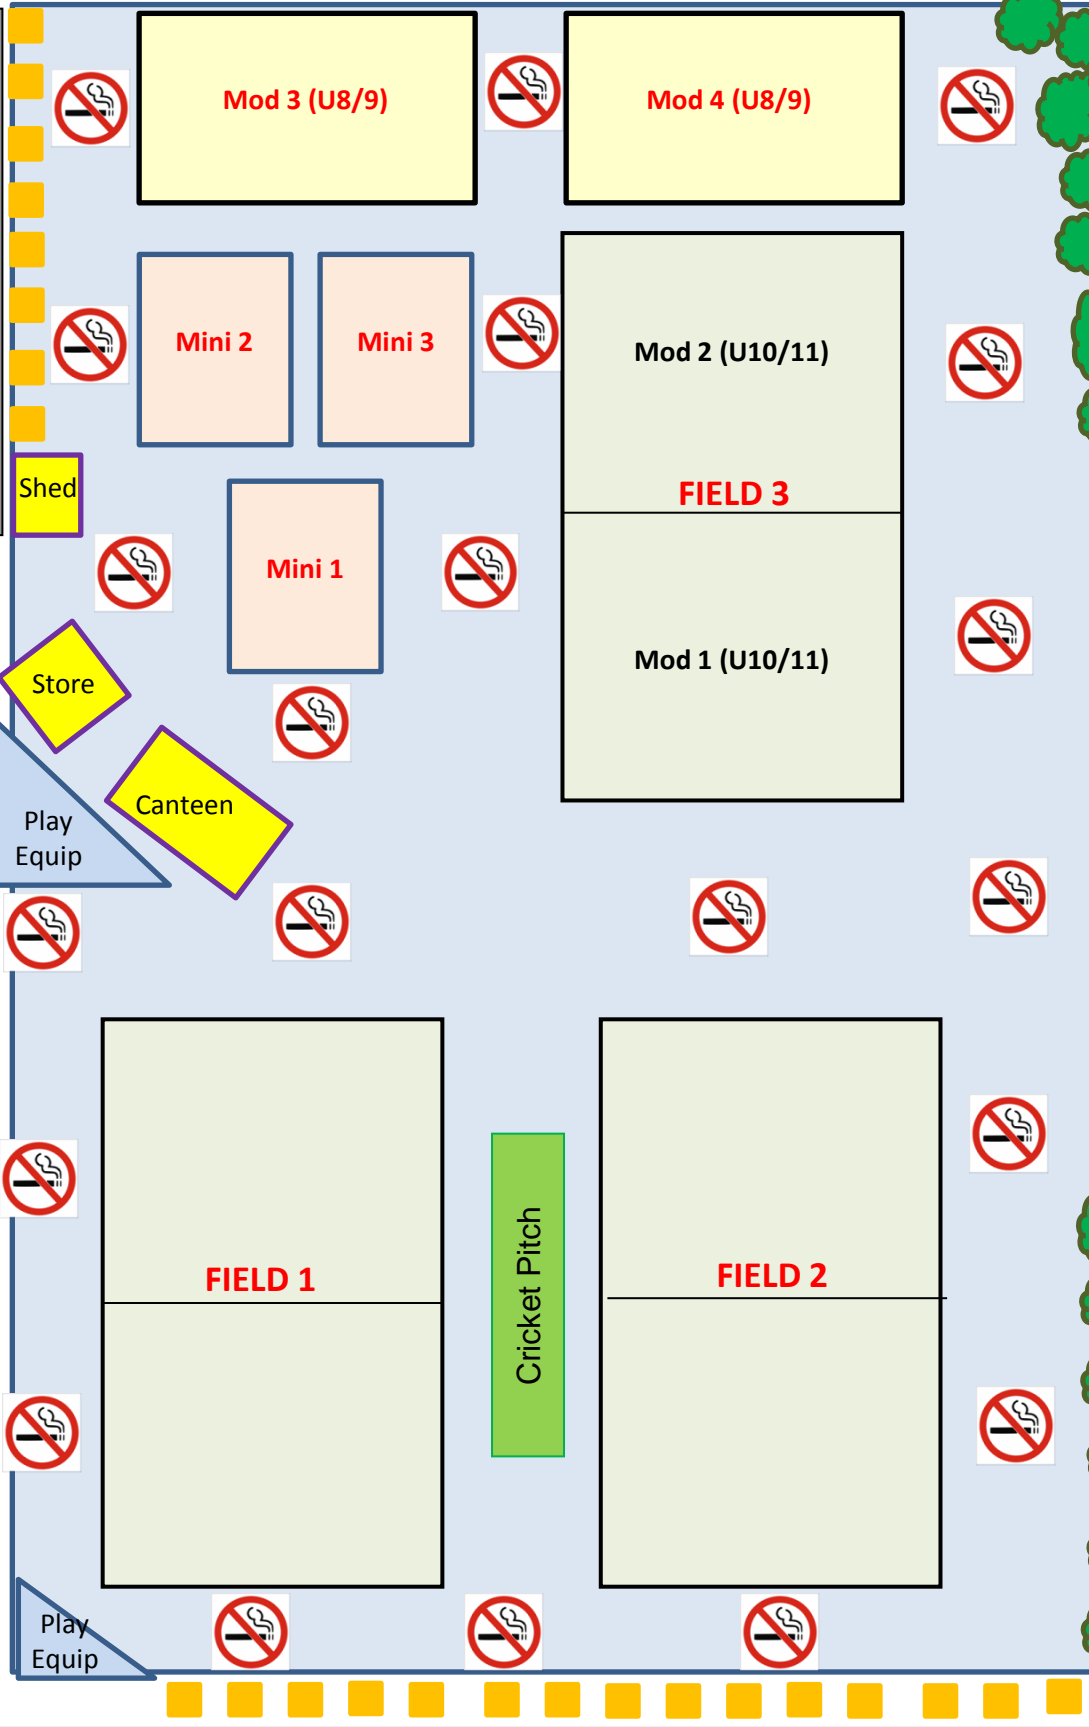 Mod 3 (U8/9)
Mod 4 (U8/9)
Mini 2
Mini 3
Mod 2 (U10/11)
Shed
FIELD 3
Mini 1
Mod 1 (U10/11)
Store
Canteen
Play
Equip
FIELD 1
Cricket Pitch
FIELD 2
Play
Equip